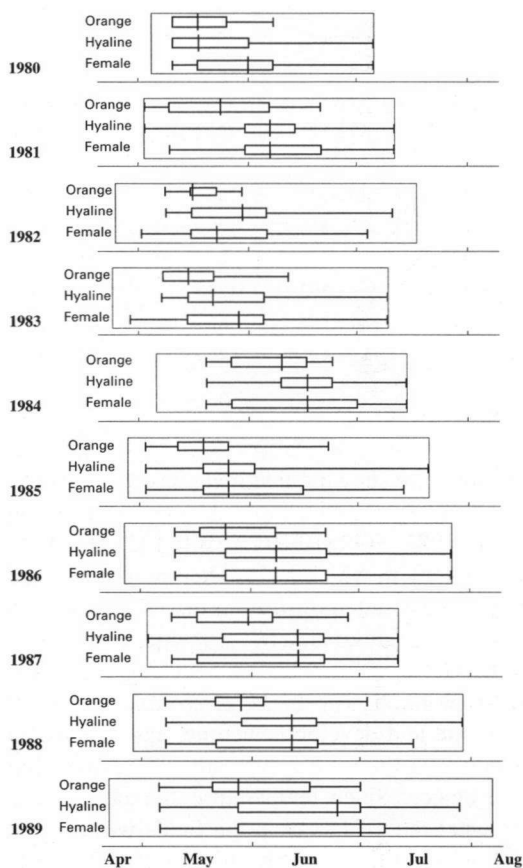 Orange
Hyaline
1980 Female
Orange
Hyaline
1981 Female
Orange
Hyaline
1982 Female
Orange
Hyaline
1983 Female
Orange
Hyaline
1984 Female
Orange
Hyaline
1985 Female
Orange
Hyaline
1986 Female
Orange
Hyaline
1987 Female
Orange
Hyaline
1988 Female
Orange
Hyaline
1989 Female
Apr May Jun Jul Aug